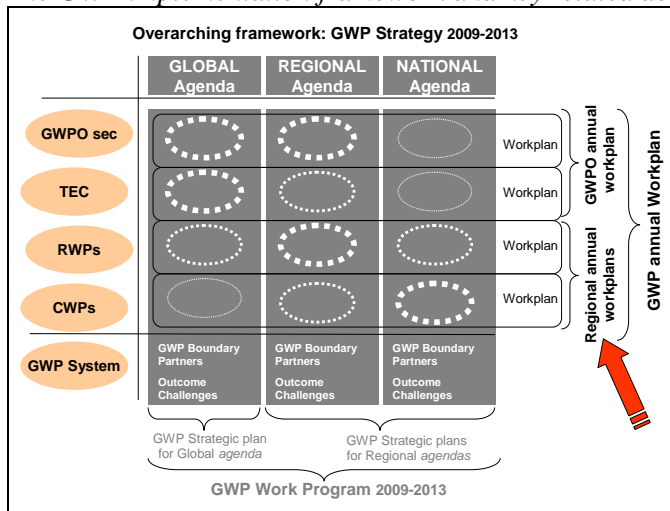 Overarching framework: GWP Strategy 2009-2013
GLOBAL
Agenda
REGIONAL
Agenda
NATIONAL
Agenda
GWPO sec
Workplan
TEC
Workplan
RWPs
Workplan
CWPs
Workplan
GWPO annual
workplan
Regional annual
workplans
GWP annual Workplan
GWP System
GWP Boundary
Partners
Outcome
Challenges
GWP Boundary
Partners
Outcome
Challenges
GWP Boundary
Partners
Outcome
Challenges
GWP Strategic plan
for Global agenda
GWP Strategic plans
for Regional agendas
GWP Work Program 2009-2013